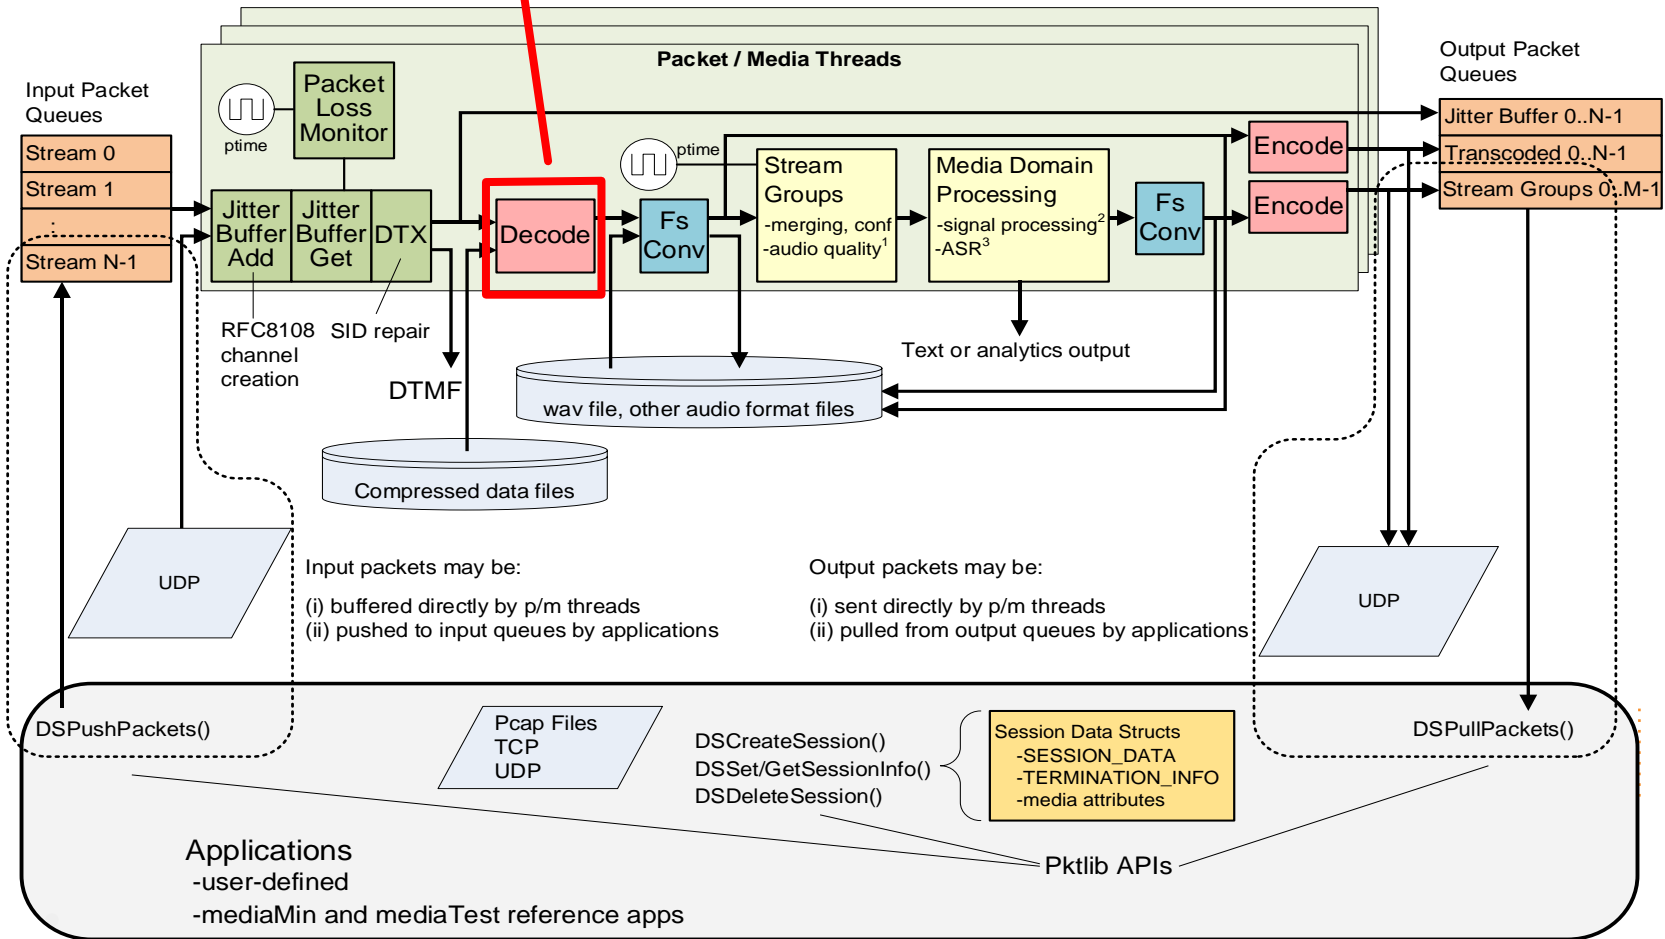 Packet / Media Threads
Input Packet
Queues
Stream 0
Stream 1
:
Stream N-1
ptime
Packet
Loss
Monitor
Jitter
Buffer
Add
Jitter
Buffer
Get
DTX
RFC8108
channel
creation
SID repair
DTMF
Decode
Fs
Conv
ptime
Stream
Groups
-merging, conf
-audio quality¹
Media Domain
Processing
-signal processing²
-ASR³
Fs
Conv
Encode
Encode
Output Packet
Queues
Jitter Buffer 0..N-1
Transcoded 0..N-1
Stream Groups 0..M-1
Text or analytics output
wav file, other audio format files
Compressed data files
UDP
Input packets may be:
(i) buffered directly by p/m threads
(ii) pushed to input queues by applications
Output packets may be:
(i) sent directly by p/m threads
(ii) pulled from output queues by applications
UDP
DSPushPackets()
Pcap Files
TCP
UDP
DSCreateSession()
DSSet/GetSessionInfo()
DSDeleteSession()
Session Data Structs
-SESSION_DATA
-TERMINATION_INFO
-media attributes
DSPullPackets()
Pktlib APIs
Applications
-user-defined
-mediaMin and mediaTest reference apps